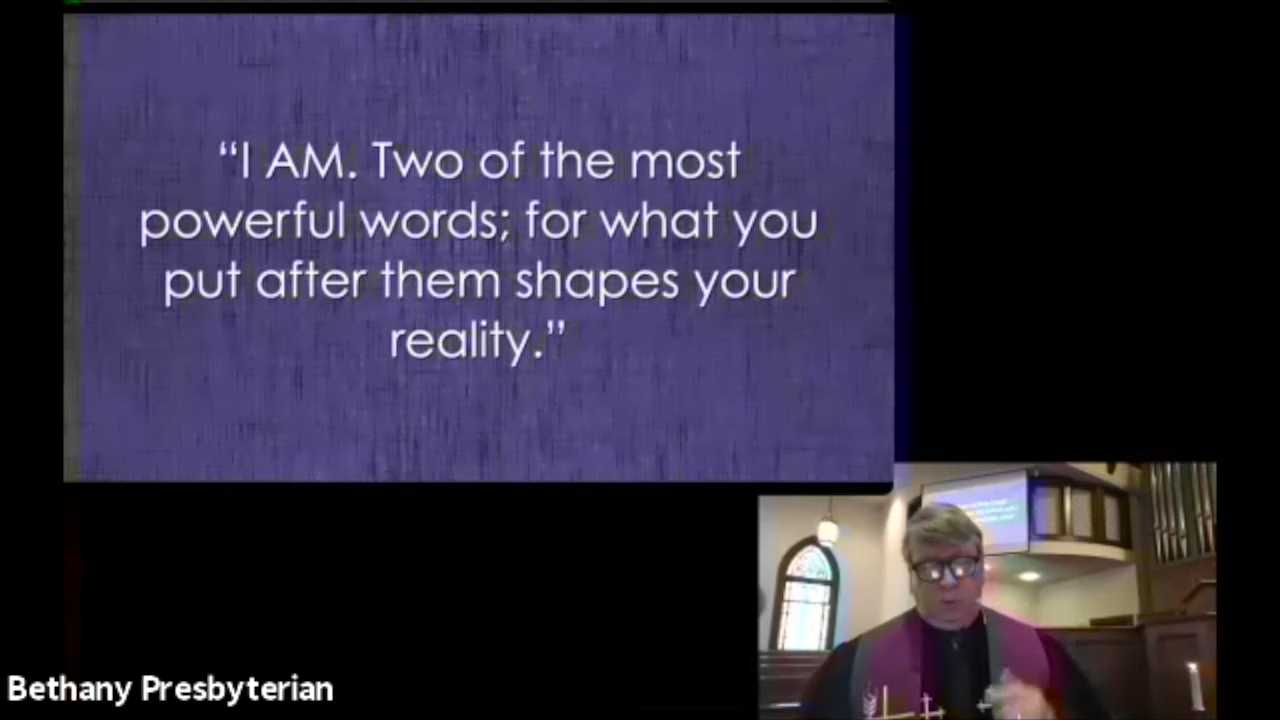 “I AM. Two of the most
powerful words; for what you
put after them shapes your
reality.”
Bethany Presbyterian